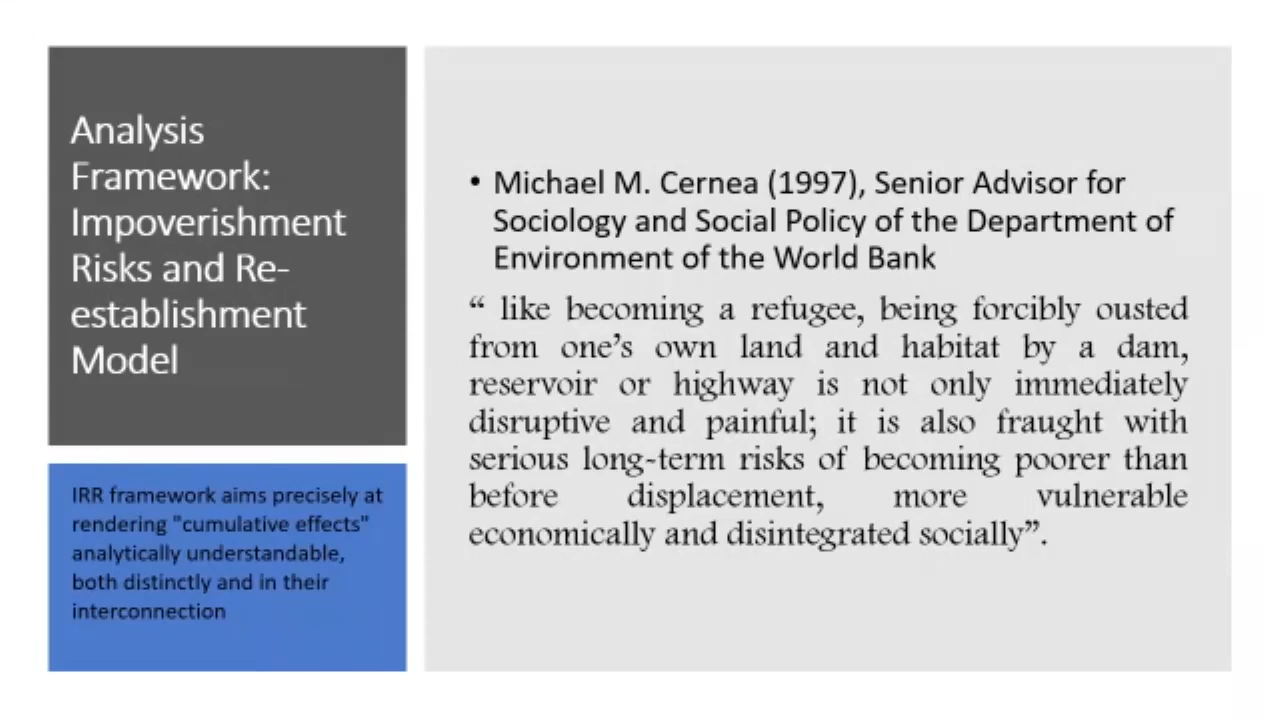 Analysis
Framework:
Impoverishment
Risks and Re-
establishment
Model
IRR framework aims precisely at
rendering "cumulative effects"
analytically understandable,
both distinctly and in their
interconnection
• Michael M. Cernea (1997), Senior Advisor for
Sociology and Social Policy of the Department of
Environment of the World Bank
“ like becoming a refugee, being forcibly ousted
from one’s own land and habitat by a dam,
reservoir or highway is not only immediately
disruptive and painful; it is also fraught with
serious long-term risks of becoming poorer than
before displacement, more vulnerable
economically and disintegrated socially”.